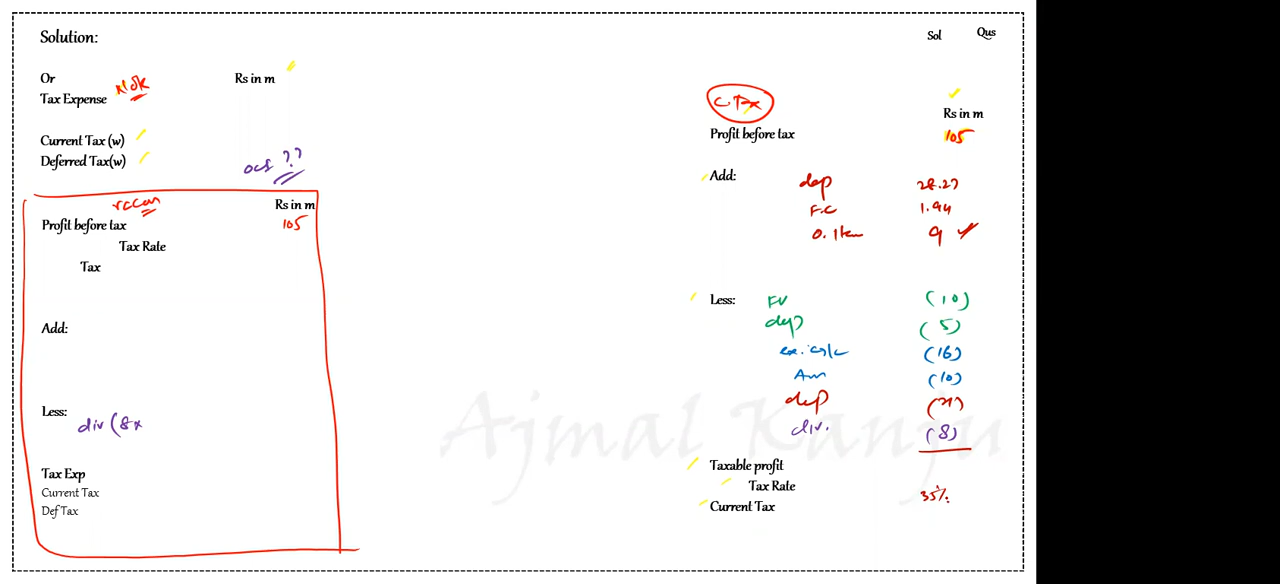 Solution:
Sol Qus
Or
Rs in m
Tax Expense
Current Tax (w)
Deferred Tax(w)
??
Rs in m
Profit before tax 105
Tax Rate
Tax
Add:
Less:
div (8x
Tax Exp
Current Tax
Def Tax
Rs in m
Profit before tax 105
Add: dep 28.27
F.C 1.94
9
Less: FV (10)
dep (5)
(16)
Am (10)
dep
div. (8)
Taxable profit
Tax Rate 35%
Current Tax
Ajmal Kanju